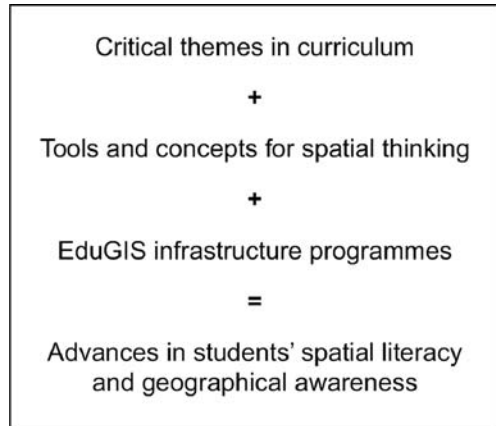 Critical themes in curriculum
+
Tools and concepts for spatial thinking
+
EduGIS infrastructure programmes
=
Advances in students’ spatial literacy
and geographical awareness